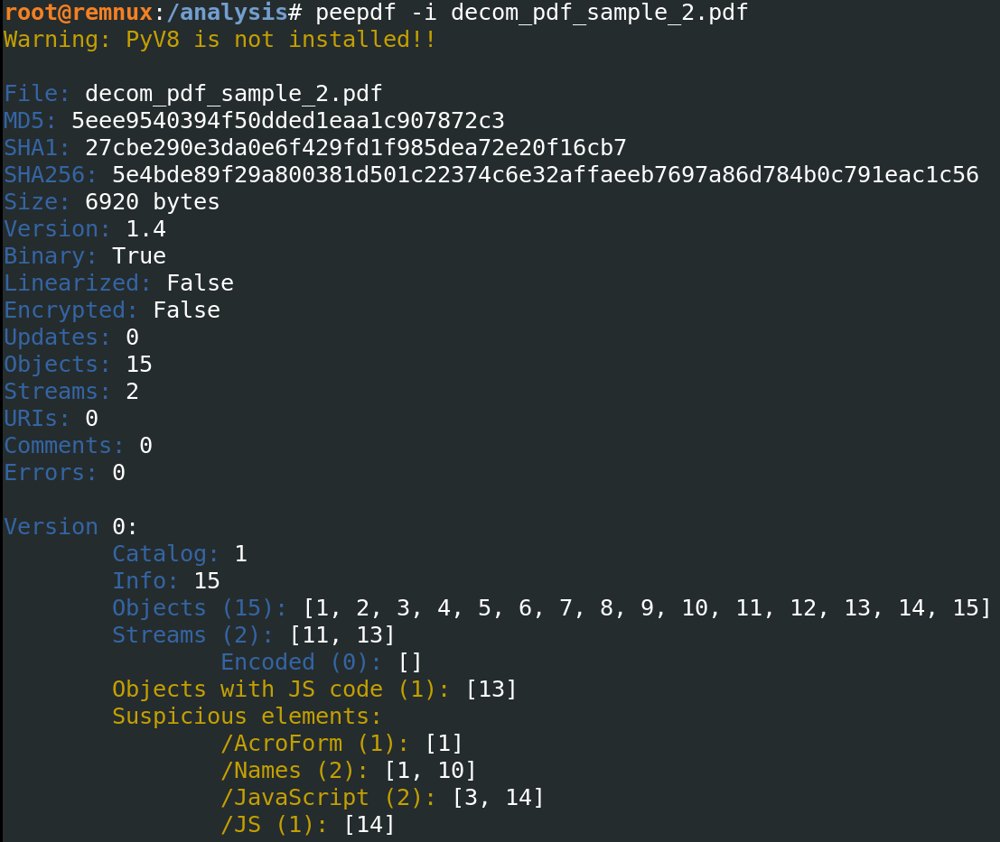 root@remnux:/analysis# peepdf -i decom_pdf_sample_2.pdf
Warning: PyV8 is not installed!!
File: decom_pdf_sample_2.pdf
MD5: 5eee9540394f50dded1eaa1c907872c3
SHA1: 27cbe290e3da0e6f429fd1f985dea72e20f16cb7
SHA256: 5e4bde89f29a800381d501c22374c6e32affaeeb7697a86d784b0c791eac1c56
Size: 6920 bytes
Version: 1.4
Binary: True
Linearized: False
Encrypted: False
Updates: 0
Objects: 15
Streams: 2
URIs: 0
Comments: 0
Errors: 0
Version 0:
Catalog: 1
Info: 15
Objects (15): [1, 2, 3, 4, 5, 6, 7, 8, 9, 10, 11, 12, 13, 14, 15]
Streams (2): [11, 13]
Encoded (0): []
Objects with JS code (1): [13]
Suspicious elements:
/AcroForm (1): [1]
/Names (2): [1, 10]
/JavaScript (2): [3, 14]
/JS (1): [14]